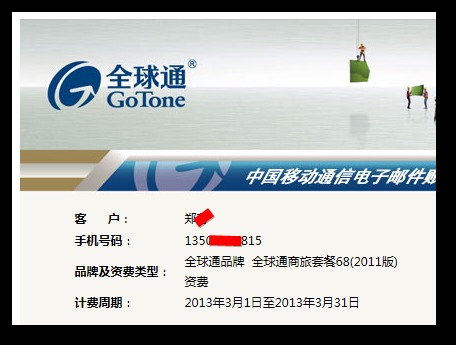 全球通®
GoTone
中国移动通信电子邮件
客 户： 郑
手机号码： 1350 815
品牌及资费类型： 全球通品牌 全球通商旅套餐68(2011版)
资费
计费周期： 2013年3月1日至2013年3月31日